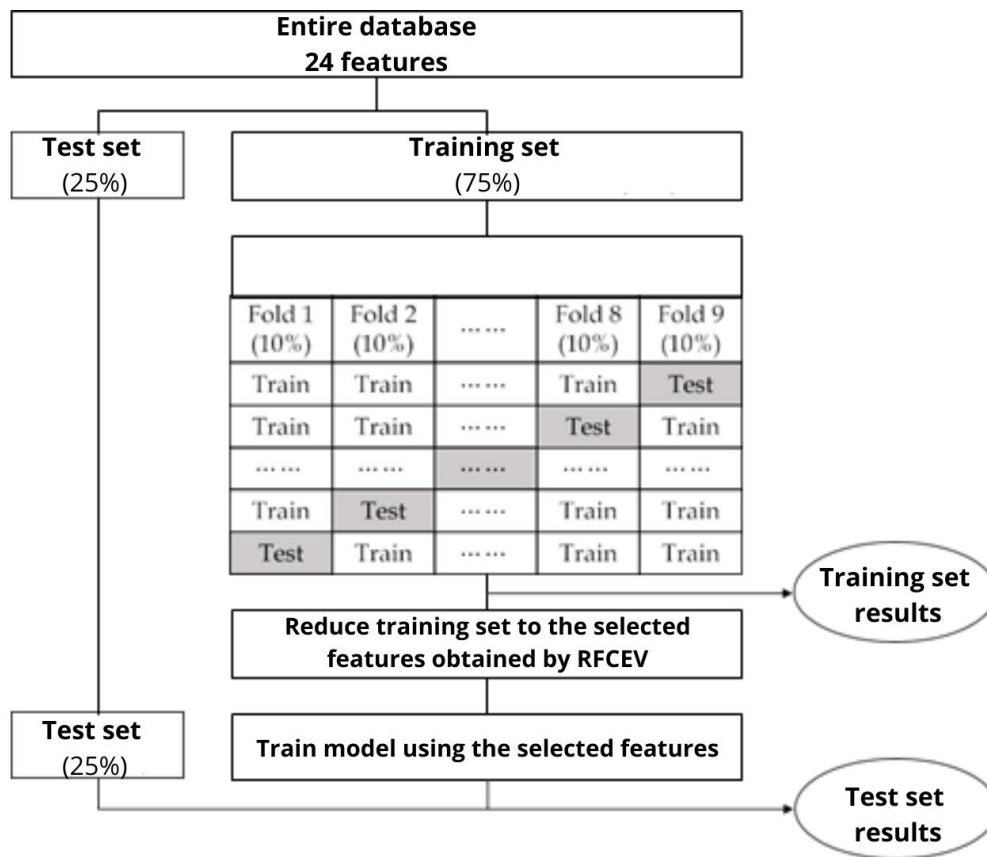 Entire database
24 features
Test set
(25%)
Training set
(75%)
Fold 1 Fold 2 ...... Fold 8 Fold 9
(10%) (10%) (10%) (10%)
Train Train ...... Train Test
Train Train ...... Test Train
...... ...... ...... ...... ......
Train Test ...... Train Train
Test Train ...... Train Train
Training set
results
Reduce training set to the selected
features obtained by RFCEV
Test set
(25%)
Train model using the selected features
Test set
results